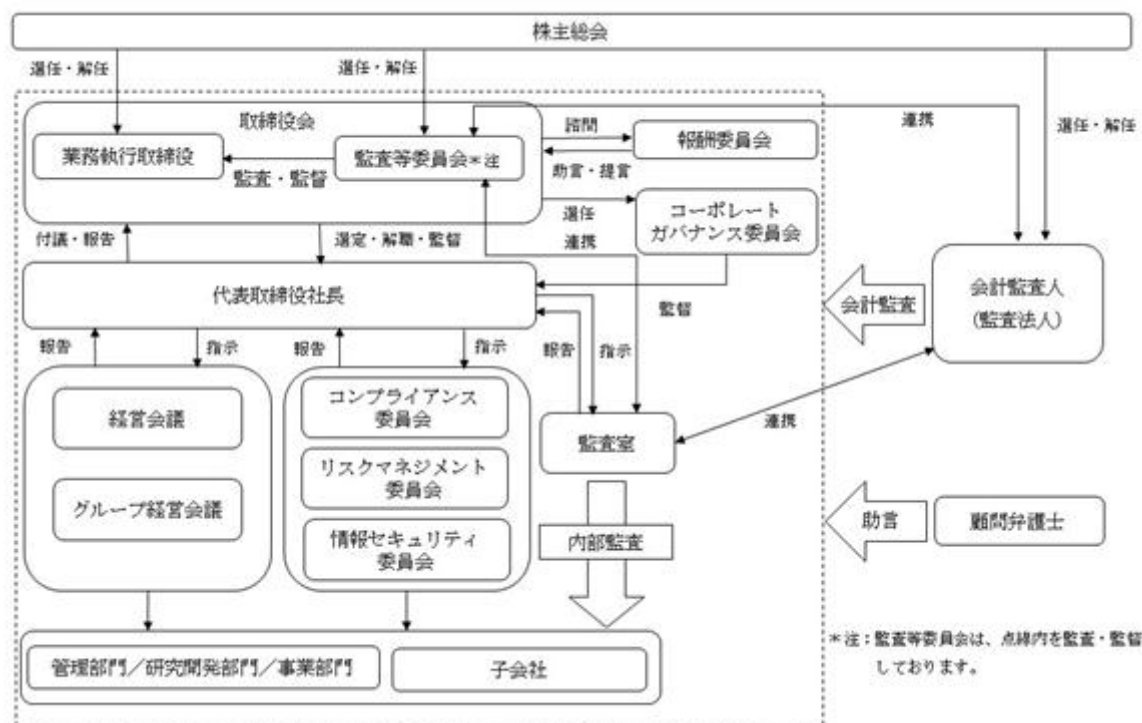 株主総会
選任・解任
選任・解任
取締役会
連携
選任・解任
諮問
業務執行取締役
監査等委員会＊注
報酬委員会
監査・監督
助言・提言
選任
コーポレート
ガバナンス委員会
付議・報告
選定・解職・監督
連携
代表取締役社長
監督
会計監査
会計監査人
（監査法人）
報告
指示
報告
指示
報告
指示
経営会議
コンプライアンス
委員会
監査室
連携
グループ経営会議
リスクマネジメント
委員会
情報セキュリティ
委員会
内部監査
助言
顧問弁護士
管理部門／研究開発部門／事業部門
子会社
＊注：監査等委員会は、点線内を監査・監督
しております。